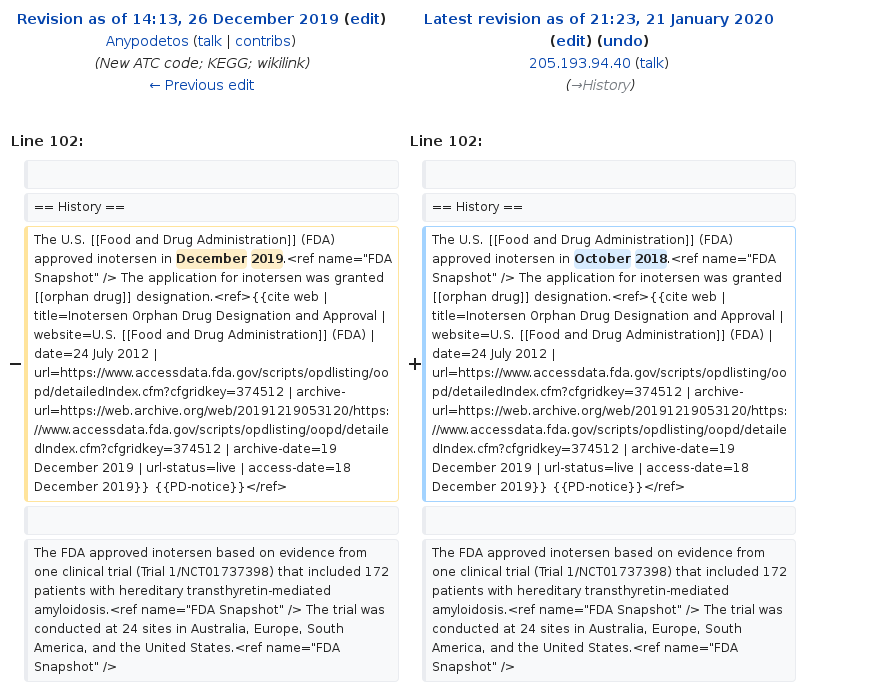 Revision as of 14:13, 26 December 2019 (edit)
Anypodetos (talk | contribs)
(New ATC code; KEGG; wikilink)
← Previous edit
Latest revision as of 21:23, 21 January 2020
(edit) (undo)
205.193.94.40 (talk)
(→History)
Line 102:
Line 102:
== History ==
== History ==
−
The U.S. [[Food and Drug Administration]] (FDA)
approved inotersen in December 2019.<ref name="FDA
Snapshot" /> The application for inotersen was granted
[[orphan drug]] designation.<ref>{{cite web |
title=Inotersen Orphan Drug Designation and Approval |
website=U.S. [[Food and Drug Administration]] (FDA) |
date=24 July 2012 |
url=https://www.accessdata.fda.gov/scripts/opdlisting/oo
pd/detailedIndex.cfm?cfgridkey=374512 | archive-
url=https://web.archive.org/web/20191219053120/https:
//www.accessdata.fda.gov/scripts/opdlisting/oopd/detaile
dIndex.cfm?cfgridkey=374512 | archive-date=19
December 2019 | url-status=live | access-date=18
December 2019}} {{PD-notice}}</ref>
+
The U.S. [[Food and Drug Administration]] (FDA)
approved inotersen in October 2018.<ref name="FDA
Snapshot" /> The application for inotersen was granted
[[orphan drug]] designation.<ref>{{cite web |
title=Inotersen Orphan Drug Designation and Approval |
website=U.S. [[Food and Drug Administration]] (FDA) |
date=24 July 2012 |
url=https://www.accessdata.fda.gov/scripts/opdlisting/oo
pd/detailedIndex.cfm?cfgridkey=374512 | archive-
url=https://web.archive.org/web/20191219053120/https:
//www.accessdata.fda.gov/scripts/opdlisting/oopd/detaile
dIndex.cfm?cfgridkey=374512 | archive-date=19
December 2019 | url-status=live | access-date=18
December 2019}} {{PD-notice}}</ref>
The FDA approved inotersen based on evidence from
one clinical trial (Trial 1/NCT01737398) that included 172
patients with hereditary transthyretin-mediated
amyloidosis.<ref name="FDA Snapshot" /> The trial was
conducted at 24 sites in Australia, Europe, South
America, and the United States.<ref name="FDA
Snapshot" />
The FDA approved inotersen based on evidence from
one clinical trial (Trial 1/NCT01737398) that included 172
patients with hereditary transthyretin-mediated
amyloidosis.<ref name="FDA Snapshot" /> The trial was
conducted at 24 sites in Australia, Europe, South
America, and the United States.<ref name="FDA
Snapshot" />